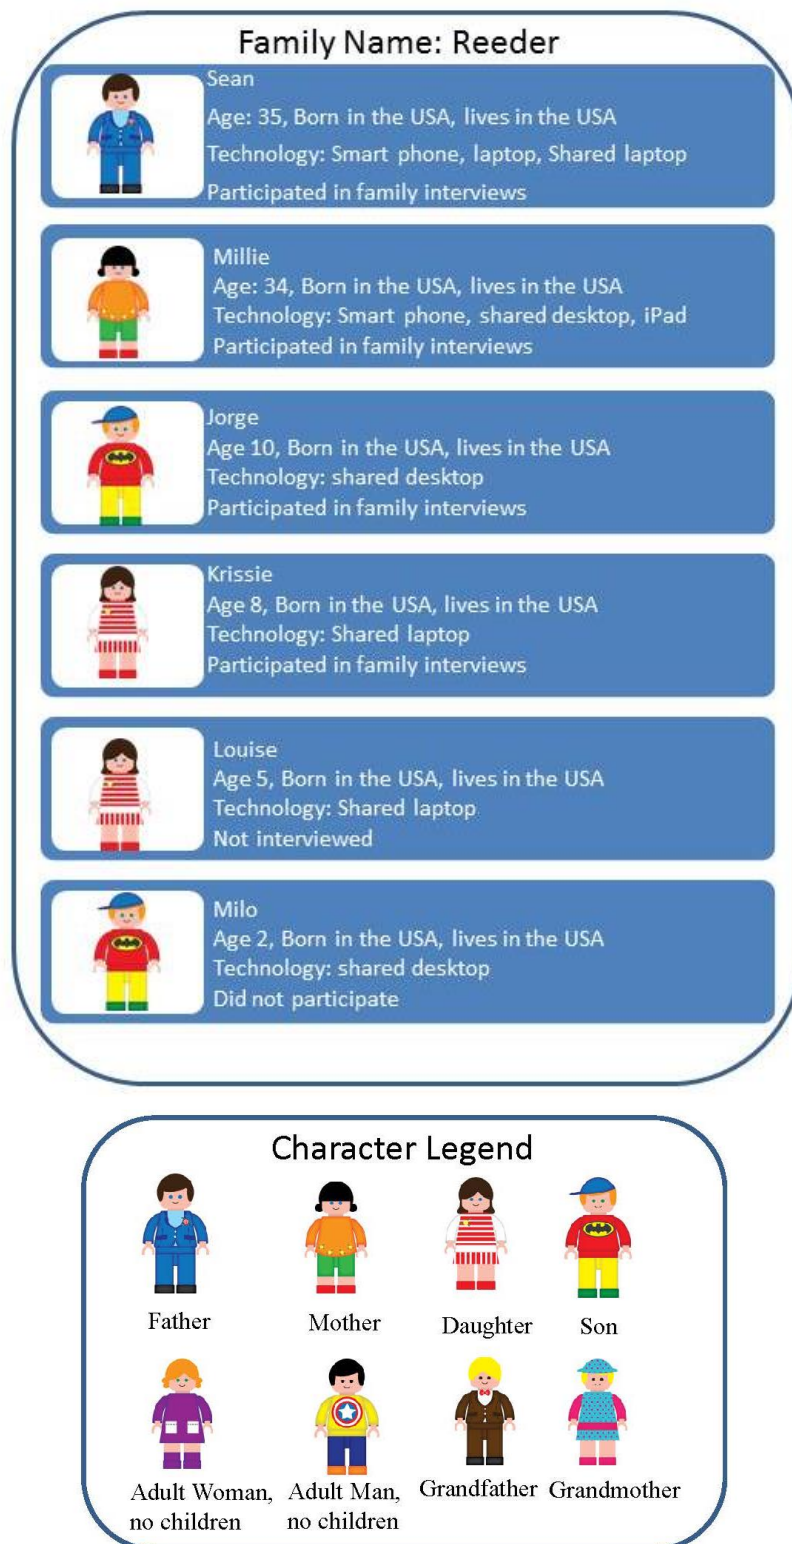 Family Name: Reeder
Sean
Age: 35, Born in the USA, lives in the USA
Technology: Smart phone, laptop, Shared laptop
Participated in family interviews
Millie
Age: 34, Born in the USA, lives in the USA
Technology: Smart phone, shared desktop, iPad
Participated in family interviews
Jorge
Age 10, Born in the USA, lives in the USA
Technology: shared desktop
Participated in family interviews
Krissie
Age 8, Born in the USA, lives in the USA
Technology: Shared laptop
Participated in family interviews
Louise
Age 5, Born in the USA, lives in the USA
Technology: Shared laptop
Not interviewed
Milo
Age 2, Born in the USA, lives in the USA
Technology: shared desktop
Did not participate
Character Legend
Father Mother Daughter Son
Adult Woman, Adult Man, Grandfather Grandmother
no children no children